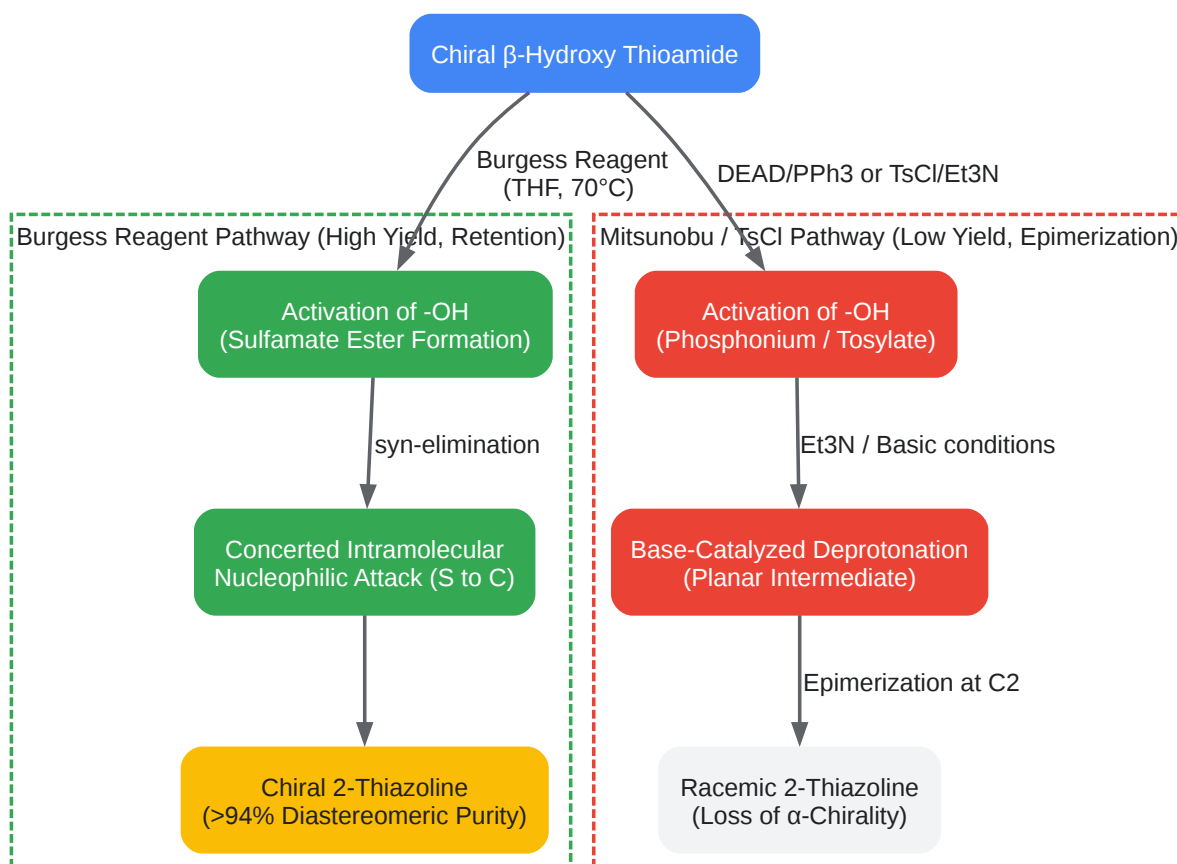 Chiral β-Hydroxy Thioamide
Burgess Reagent
(THF, 70°C)
DEAD/PPh3 or TsCl/Et3N
Burgess Reagent Pathway (High Yield, Retention)
Mitsunobu / TsCl Pathway (Low Yield, Epimerization)
Activation of -OH
(Sulfamate Ester Formation)
Activation of -OH
(Phosphonium / Tosylate)
syn-elimination
Et3N / Basic conditions
Concerted Intramolecular
Nucleophilic Attack (S to C)
Base-Catalyzed Deprotonation
(Planar Intermediate)
Epimerization at C2
Chiral 2-Thiazoline
(>94% Diastereomeric Purity)
Racemic 2-Thiazoline
(Loss of α-Chirality)